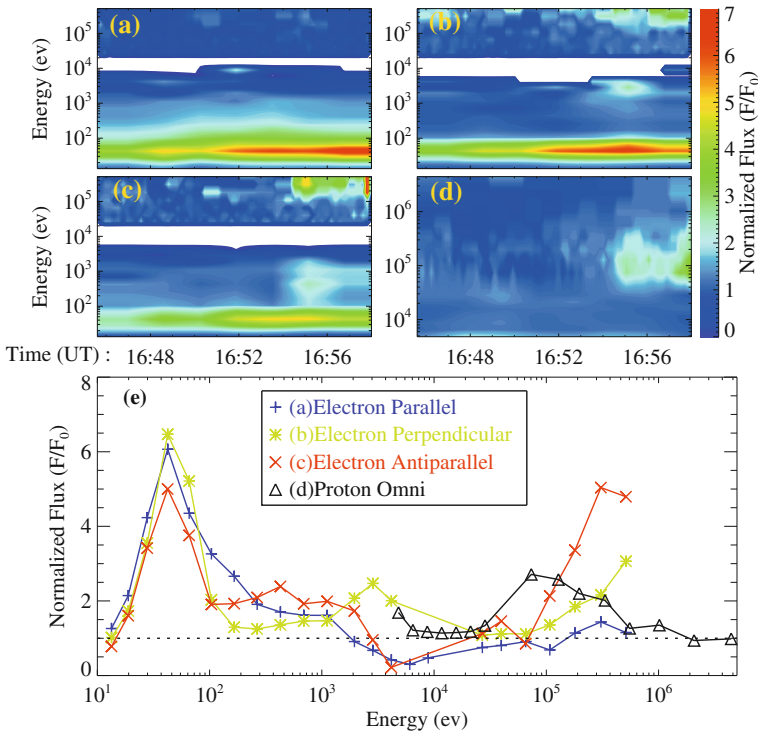 (a)
(b)
Energy (ev)
10^5
10^4
10^3
10^2
7
6
5
4
3
2
1
0
Normalized Flux (F/F_0)
(c)
(d)
Energy (ev)
10^5
10^4
10^3
10^2
10^6
10^5
10^4
Time (UT) : 16:48 16:52 16:56 16:48 16:52 16:56
(e)
(a)Electron Parallel
(b)Electron Perpendicular
(c)Electron Antiparallel
(d)Proton Omni
Normalized Flux (F/F_0)
8
6
4
2
0
10^1 10^2 10^3 10^4 10^5 10^6
Energy (ev)